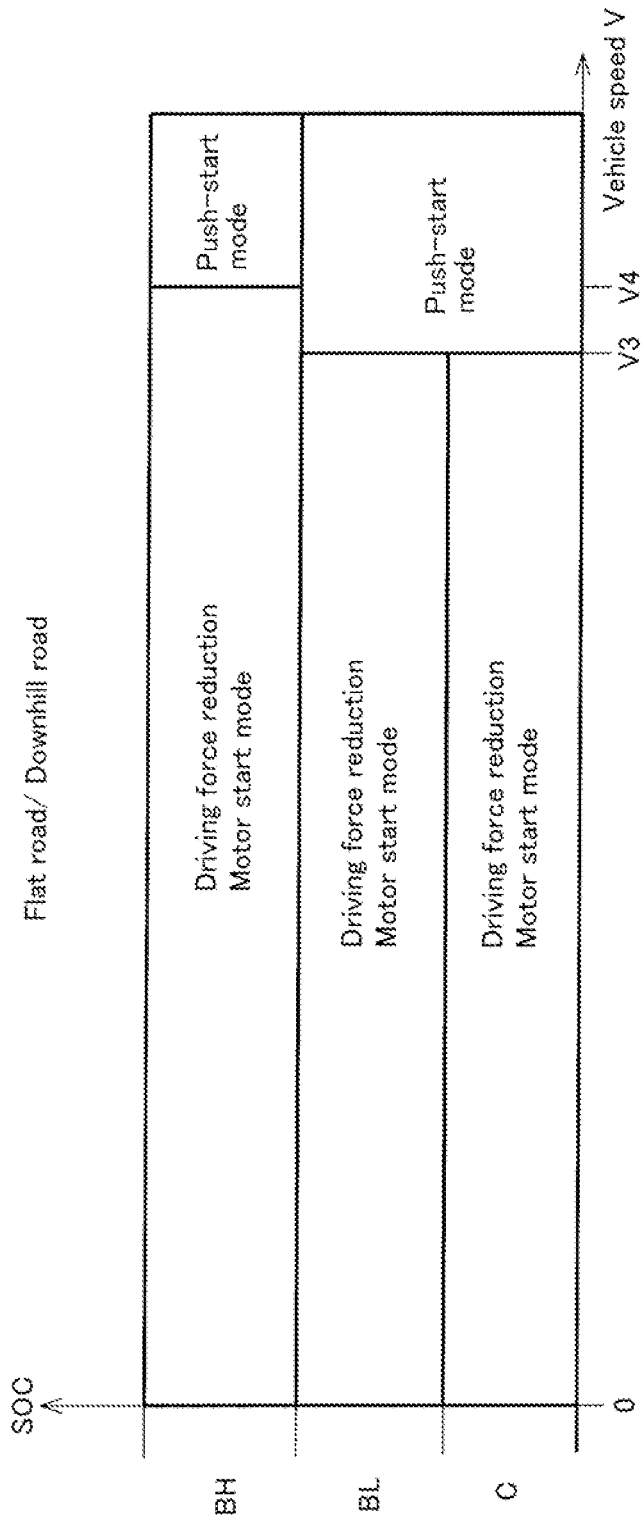 Flat road/ Downhill road
SOC
BH
Driving force reduction
Motor start mode
Push-start
mode
BL
Driving force reduction
Motor start mode
Push-start
mode
C
Driving force reduction
Motor start mode
0
V3
V4
Vehicle speed V